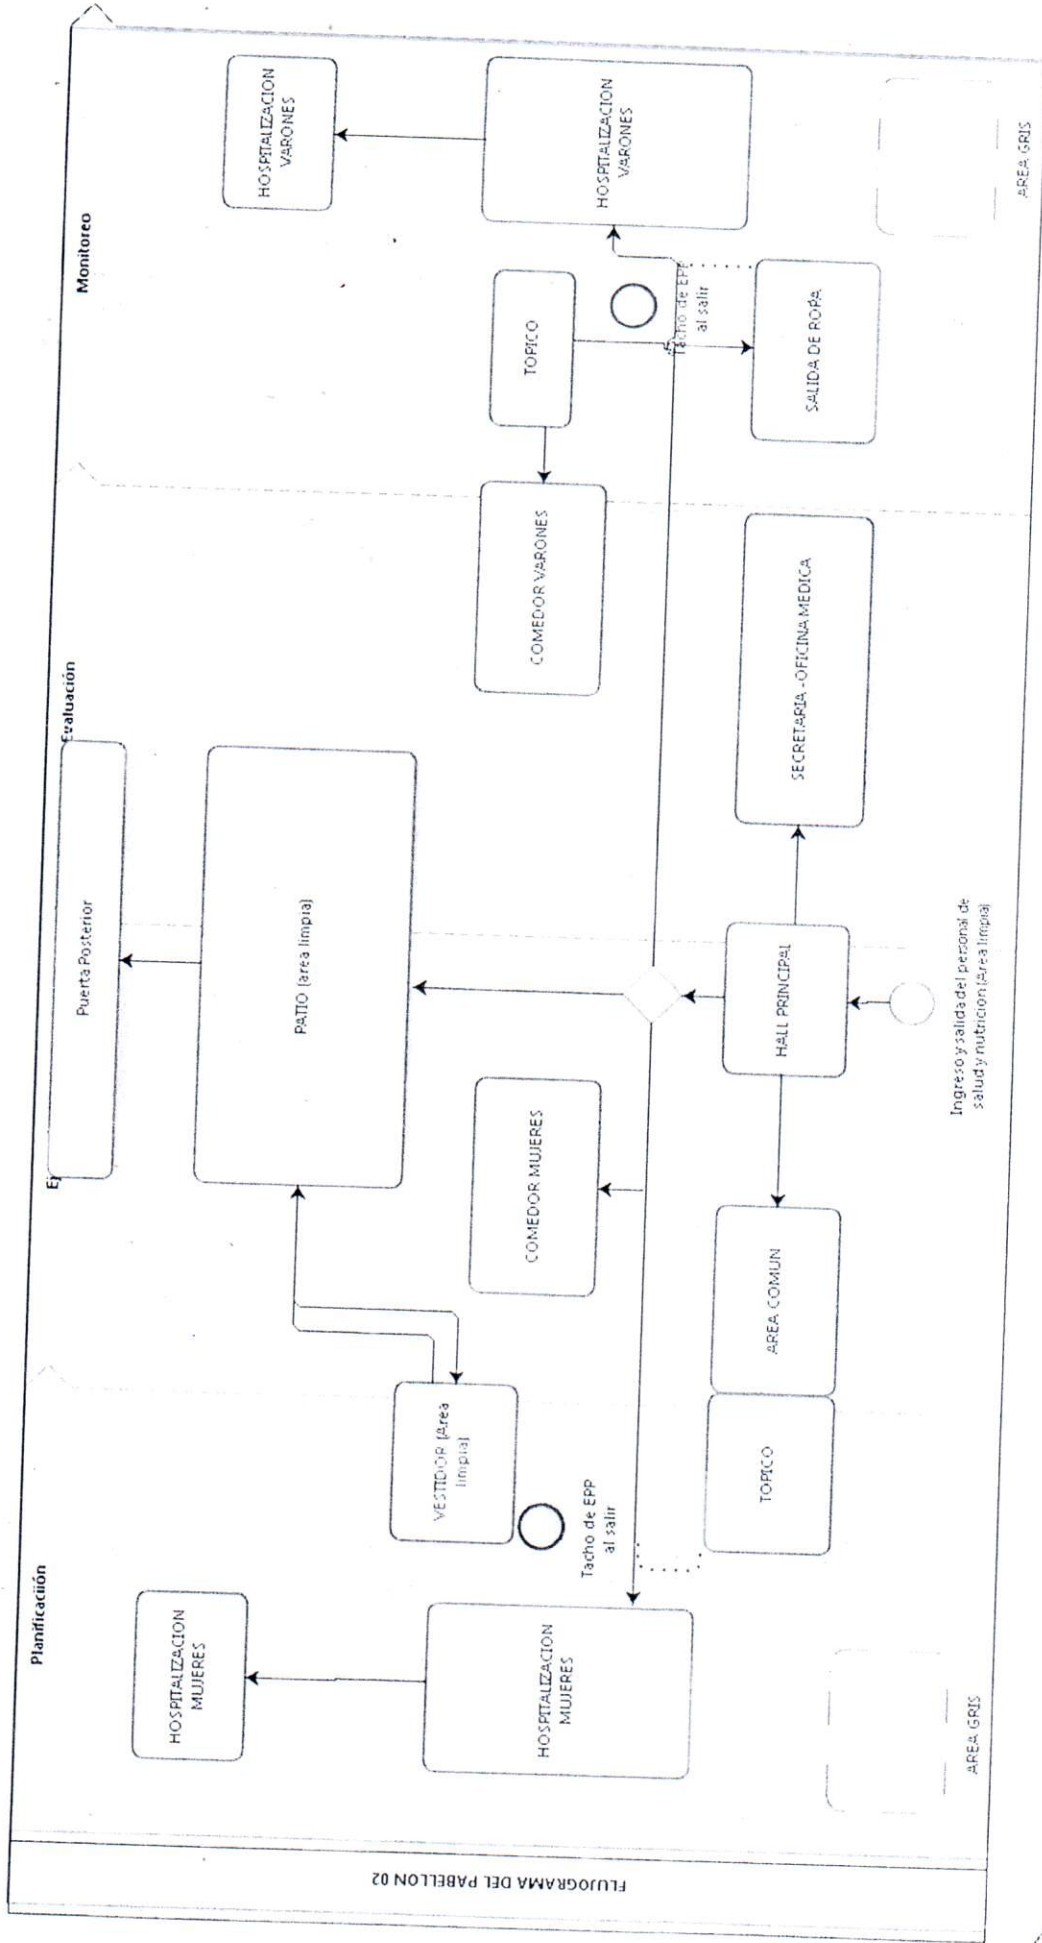 FLUJOGRAMA DEL PABELLON 02
Planificación
Ej
Evaluación
Monitoreo
Puerta Posterior
HOSPITALIZACION
MUJERES
PATIO (area limpia)
HOSPITALIZACION
VARONES
VESTIDOR (Area
limpia)
HOSPITALIZACION
MUJERES
Tacho de EPP
al salir
COMEDOR MUJERES
COMEDOR VARONES
TOPICO
HOSPITALIZACION
VARONES
Tacho de EPP
al salir
TOPICO
AREA COMUN
HALL PRINCIPAL
SECRETARIA - OFICINA MEDICA
SALIDA DE ROPA
AREA GRIS
Ingreso y salida del personal de
salud y nutrición (Area limpia)
AREA GRIS